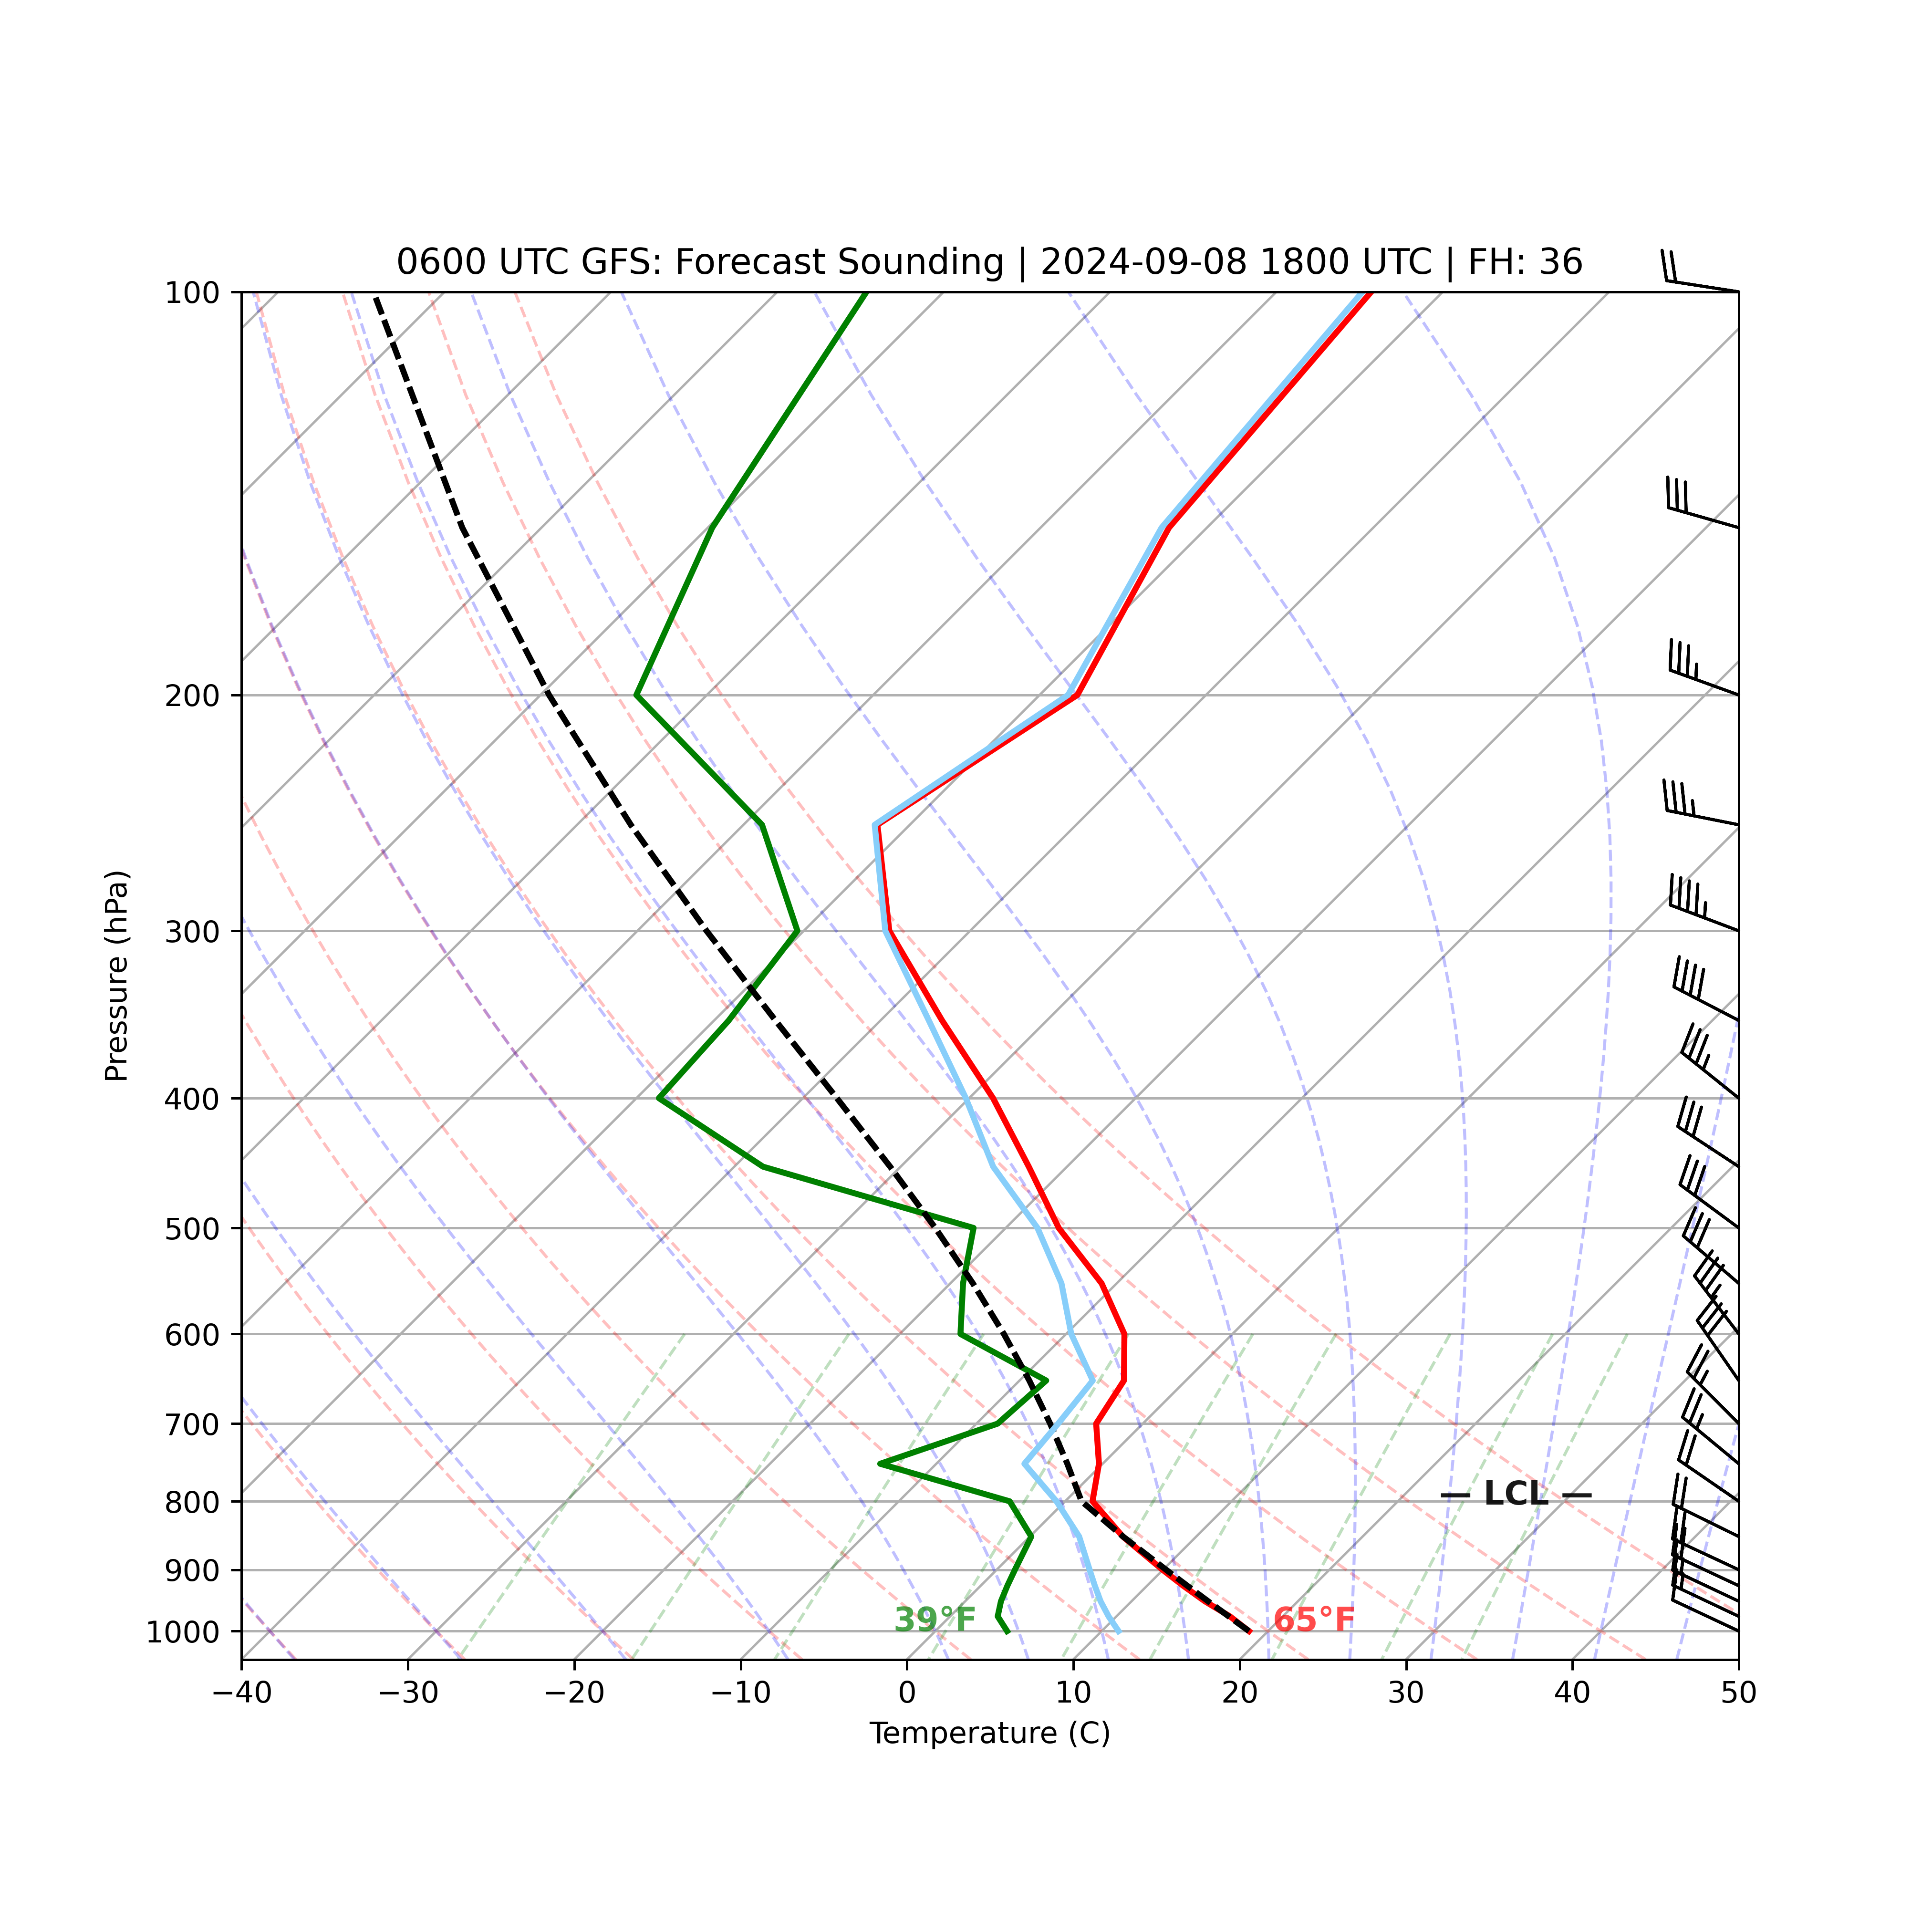 0600 UTC GFS: Forecast Sounding | 2024-09-08 1800 UTC | FH: 36
100
200
300
400
500
600
700
800
900
1000
Pressure (hPa)
— LCL —
39°F
65°F
−40 −30 −20 −10 0 10 20 30 40 50
Temperature (C)